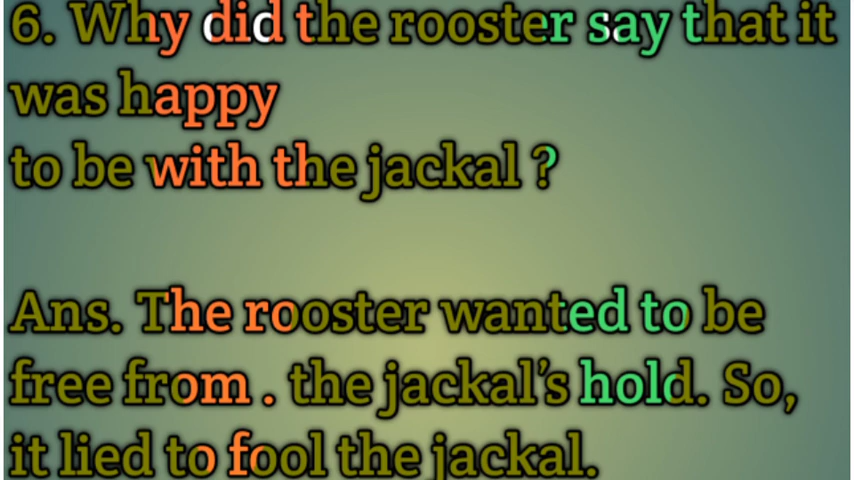 6. Why did the rooster say that it
was happy
to be with the jackal ?
Ans. The rooster wanted to be
free from . the jackal's hold. So,
it lied to fool the jackal.